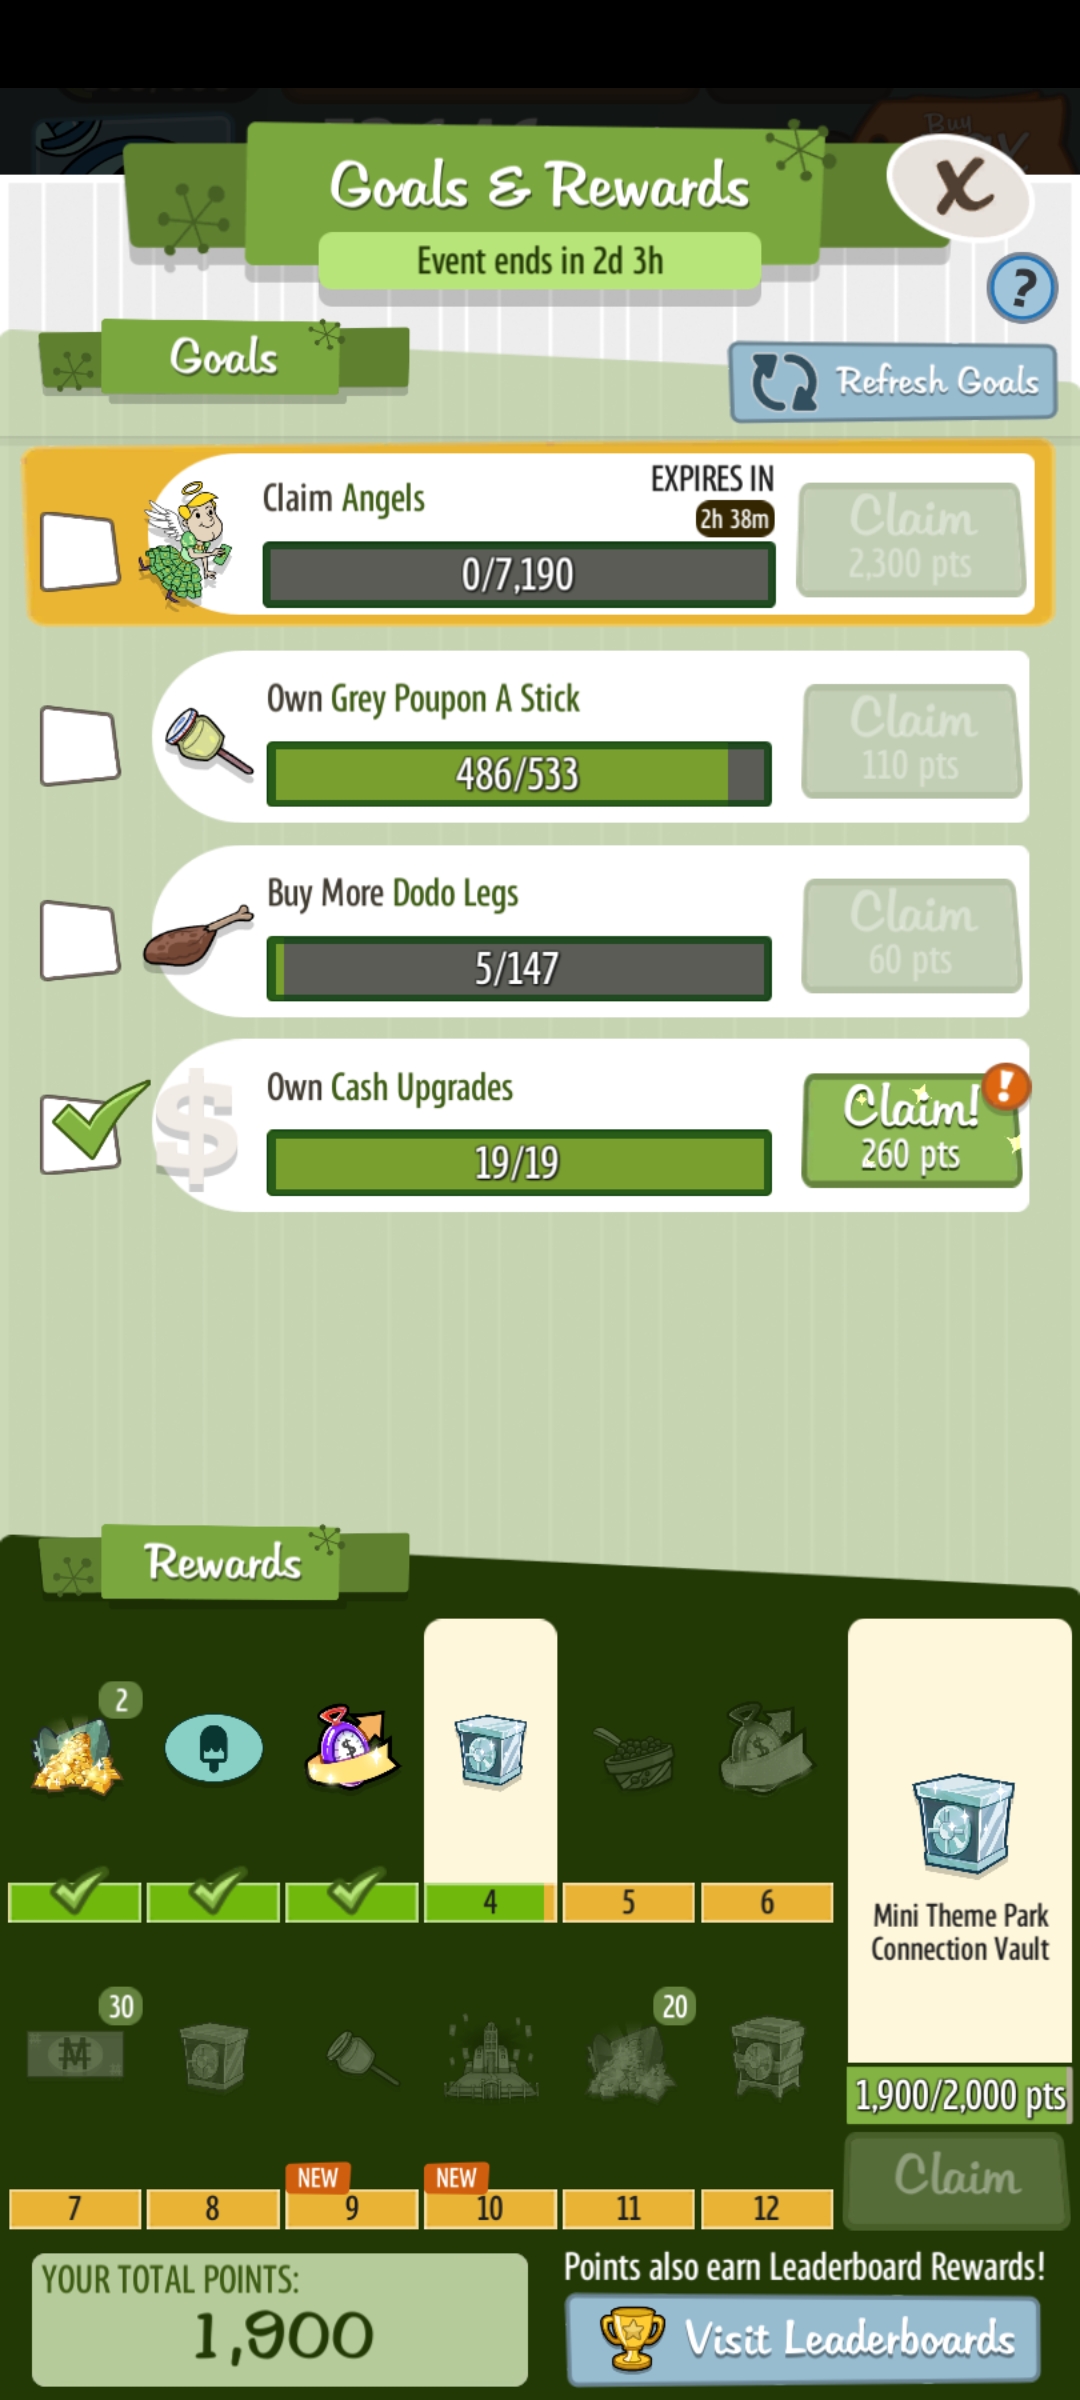 Buy
Goals & Rewards
X
Event ends in 2d 3h
?
Goals
Refresh Goals
Claim Angels
EXPIRES IN
2h 38m
0/7,190
Claim
2,300 pts
Own Grey Poupon A Stick
486/533
Claim
110 pts
Buy More Dodo Legs
5/147
Claim
60 pts
Own Cash Upgrades
19/19
Claim!
260 pts
!
$
Rewards
2
4
5
6
Mini Theme Park
Connection Vault
30
20
1,900/2,000 pts
Claim
NEW
NEW
7
8
9
10
11
12
YOUR TOTAL POINTS:
1,900
Points also earn Leaderboard Rewards!
Visit Leaderboards